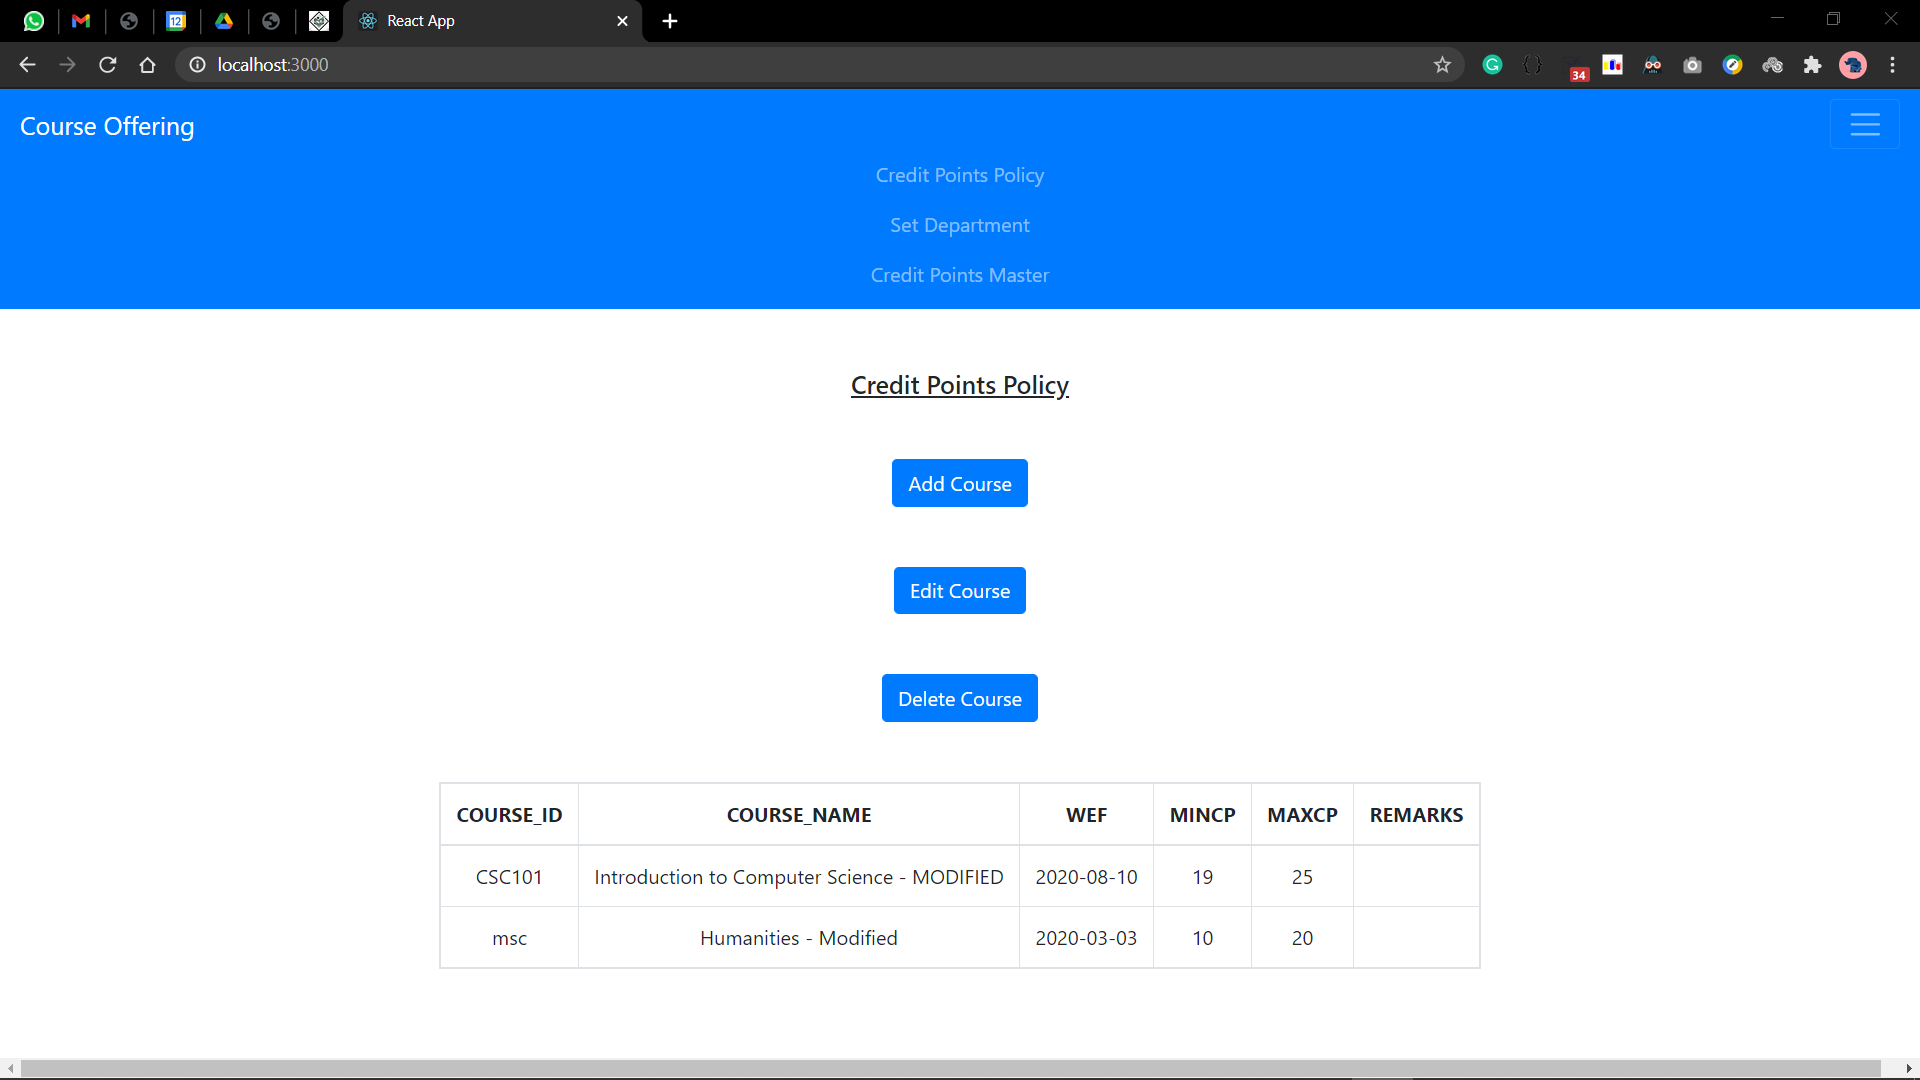 12
React App
localhost:3000
34
Course Offering
Credit Points Policy
Set Department
Credit Points Master
Credit Points Policy
Add Course
Edit Course
Delete Course
COURSE_ID COURSE_NAME WEF MINCP MAXCP REMARKS
CSC101 Introduction to Computer Science - MODIFIED 2020-08-10 19 25
msc Humanities - Modified 2020-03-03 10 20